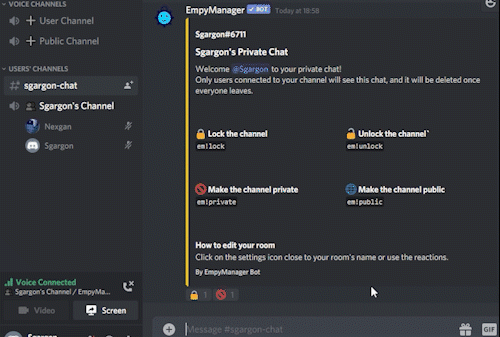 VOICE CHANNELS
User Channel
Public Channel
USERS' CHANNELS
sgargon-chat
Sgargon's Channel
Nexgan
Sgargon
Voice Connected
Sgargon's Channel / EmpyMa...
Video
Screen
Sgargon
EmpyManager ✓ BOT Today at 18:58
Sgargon#6711
Sgargon's Private Chat
Welcome @Sgargon to your private chat!
Only users connected to your channel will see this chat, and it will be deleted once
everyone leaves.
🔒 Lock the channel
em!lock
🔓 Unlock the channel`
em!unlock
🚫 Make the channel private
em!private
🌐 Make the channel public
em!public
How to edit your room
Click on the settings icon close to your room's name or use the reactions.
By EmpyManager Bot
🔒 1 🚫 1
Message #sgargon-chat
GIF